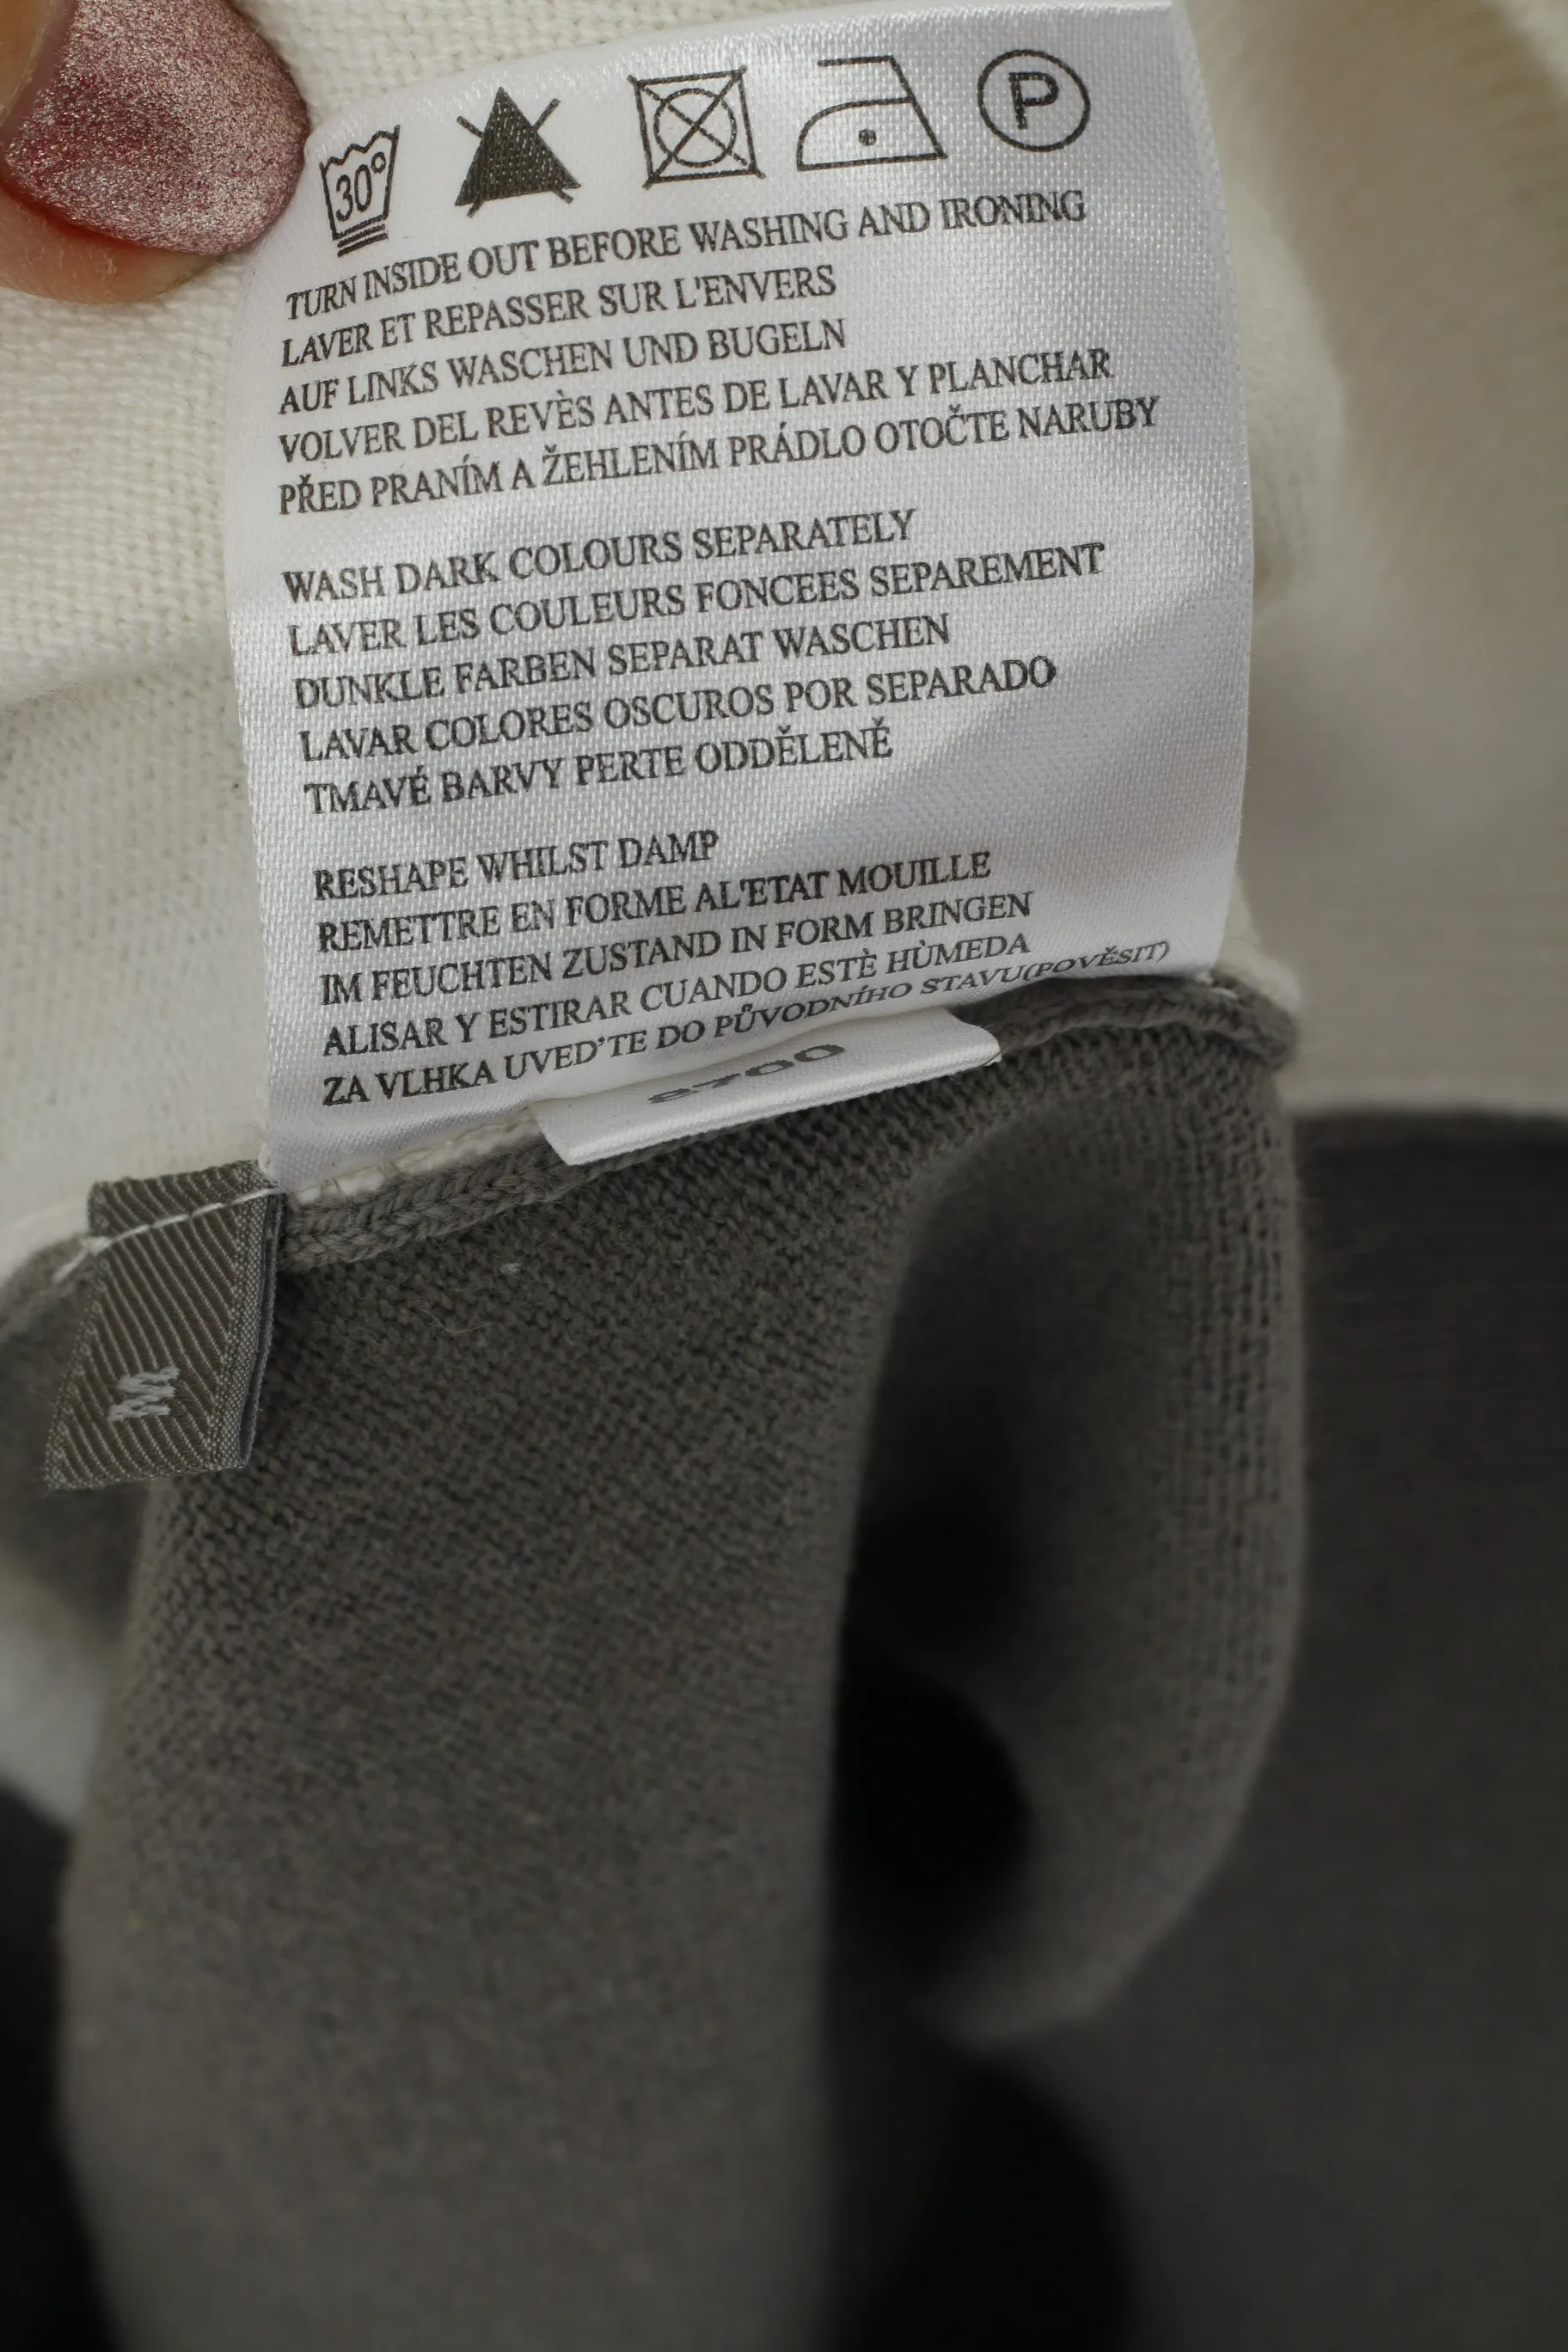 30°
P
TURN INSIDE OUT BEFORE WASHING AND IRONING
LAVER ET REPASSER SUR L'ENVERS
AUF LINKS WASCHEN UND BUGELN
VOLVER DEL REVÈS ANTES DE LAVAR Y PLANCHAR
PŘED PRANÍM A ŽEHLENÍM PRÁDLO OTOČTE NARUBY
WASH DARK COLOURS SEPARATELY
LAVER LES COULEURS FONCEES SEPAREMENT
DUNKLE FARBEN SEPARAT WASCHEN
LAVAR COLORES OSCUROS POR SEPARADO
TMAVÉ BARVY PERTE ODDĚLENĚ
RESHAPE WHILST DAMP
REMETTRE EN FORME AL'ETAT MOUILLE
IM FEUCHTEN ZUSTAND IN FORM BRINGEN
ALISAR Y ESTIRAR CUANDO ESTÈ HÙMEDA
ZA VLHKA UVED'TE DO PŮVODNÍHO STAVU(POVĚSIT)
M